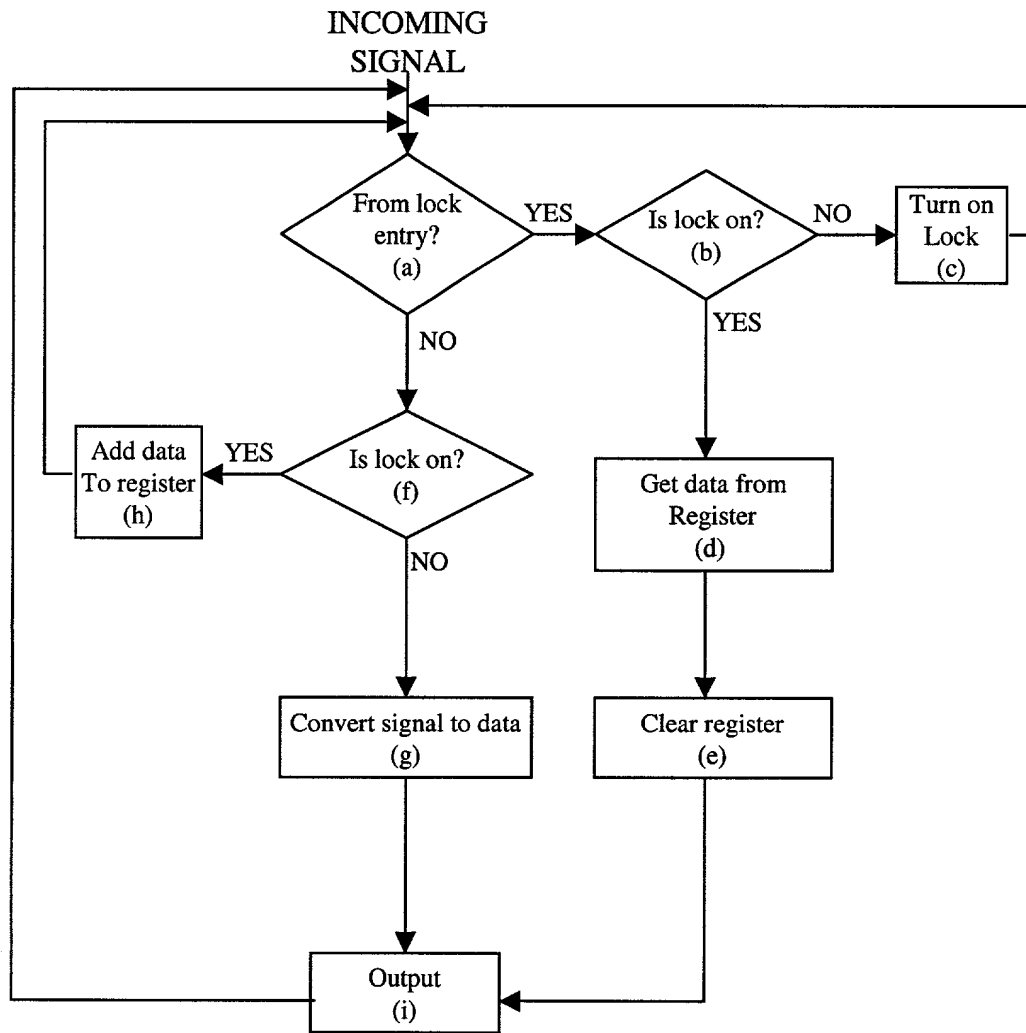 INCOMING
SIGNAL
From lock
entry?
(a)
YES
Is lock on?
(b)
NO
Turn on
Lock
(c)
NO
YES
Add data
To register
(h)
YES
Is lock on?
(f)
NO
Get data from
Register
(d)
Convert signal to data
(g)
Clear register
(e)
Output
(i)